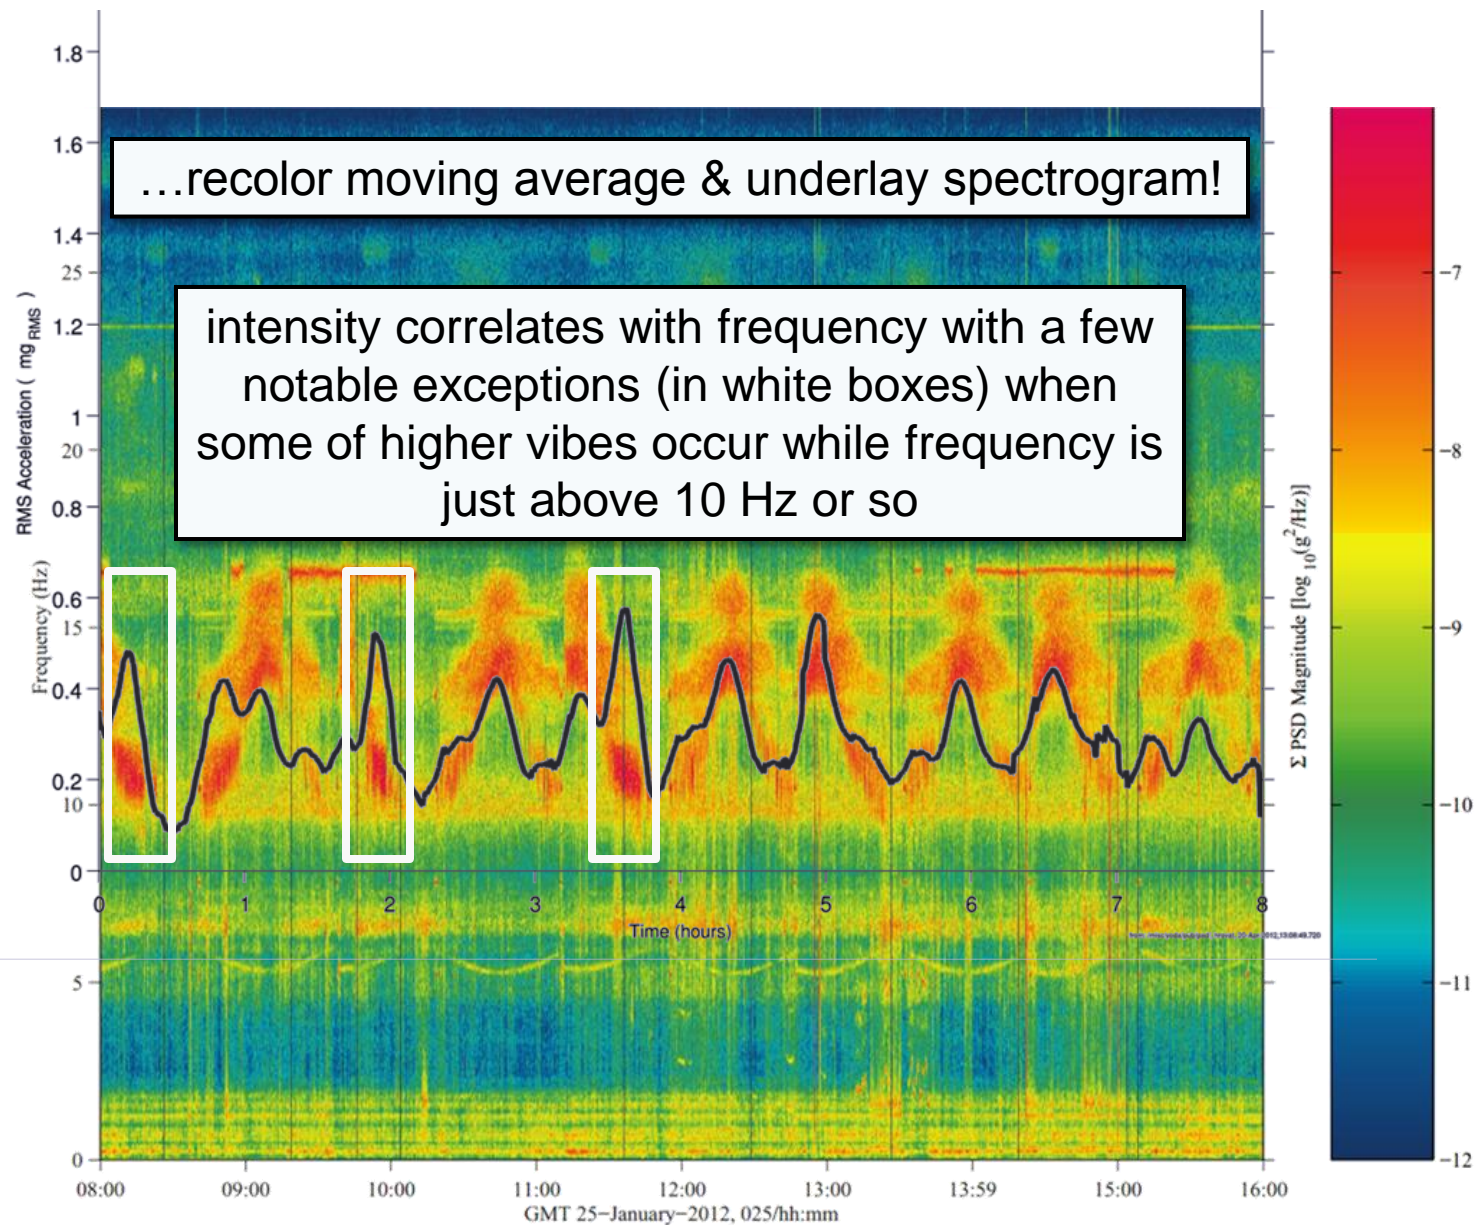 1.8
1.6
…recolor moving average & underlay spectrogram!
1.4
25
−7
1.2
intensity correlates with frequency with a few
notable exceptions (in white boxes) when
some of higher vibes occur while frequency is
just above 10 Hz or so
1
20
−8
0.8
RMS Acceleration ( mg RMS )
Frequency (Hz)
Σ PSD Magnitude [log 10(g2/Hz)]
0.6
15
−9
0.4
0.2
10
−10
0
0 1 2 3 4 5 6 7 8
Time (hours)
5
−11
0
−12
08:00 09:00 10:00 11:00 12:00 13:00 13:59 15:00 16:00
GMT 25−January−2012, 025/hh:mm